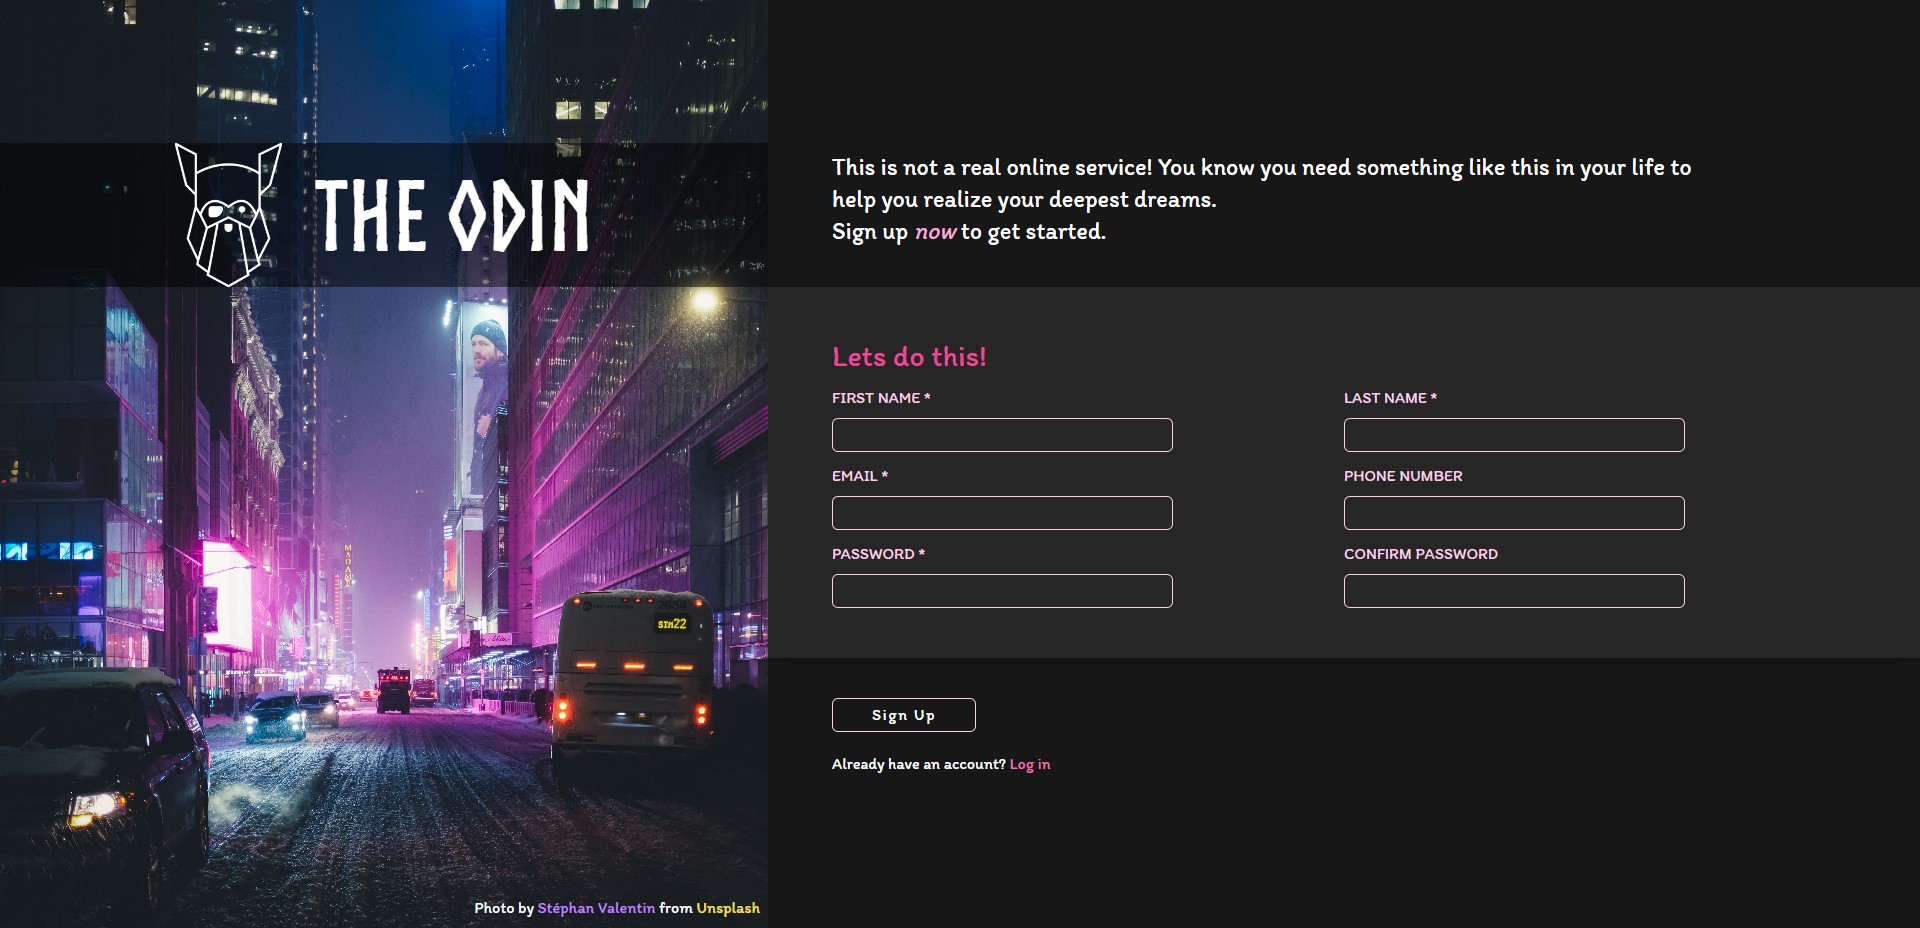 THE ODIN
This is not a real online service! You know you need something like this in your life to
help you realize your deepest dreams.
Sign up now to get started.
Lets do this!
FIRST NAME *
LAST NAME *
EMAIL *
PHONE NUMBER
PASSWORD *
CONFIRM PASSWORD
Sign Up
Already have an account? Log in
MADAME
2654
SIM22
Photo by Stéphan Valentin from Unsplash